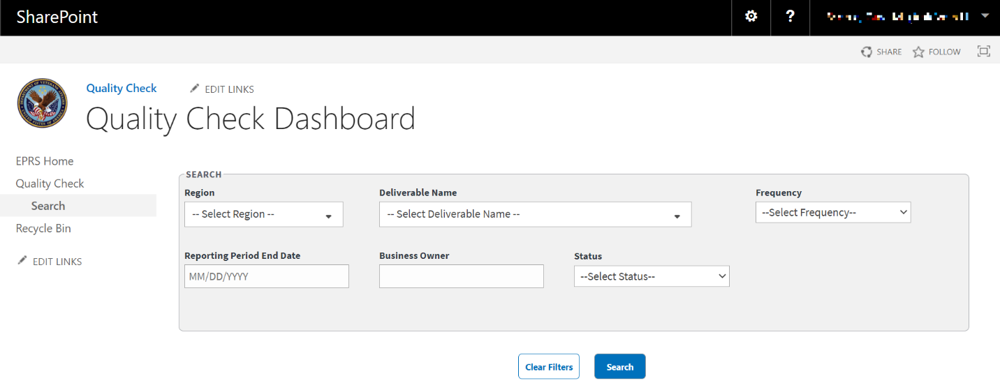 SharePoint
?
SHARE FOLLOW
Quality Check EDIT LINKS
Quality Check Dashboard
EPRS Home
Quality Check
Search
Recycle Bin
EDIT LINKS
SEARCH
Region Deliverable Name Frequency
-- Select Region -- -- Select Deliverable Name -- --Select Frequency--
Reporting Period End Date Business Owner Status
MM/DD/YYYY --Select Status--
Clear Filters Search